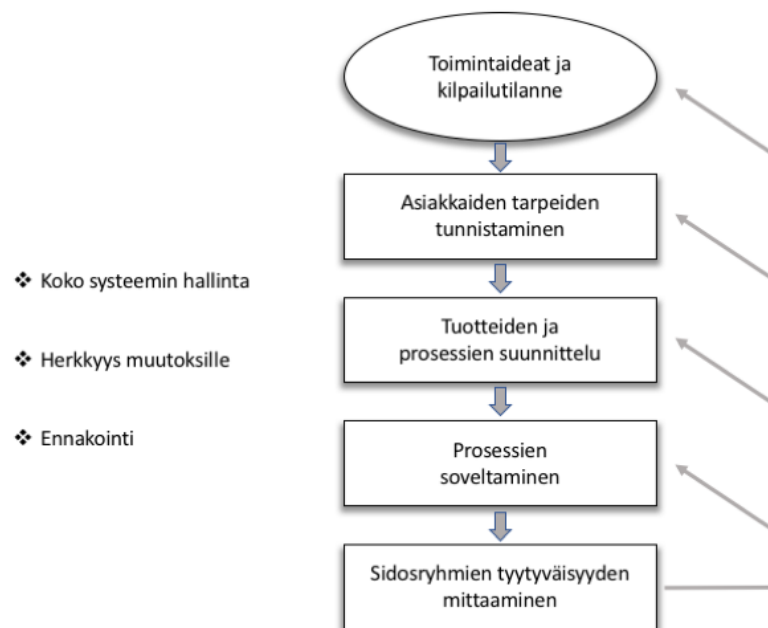 Toimintaideat ja
kilpailutilanne
Asiakkaiden tarpeiden
tunnistaminen
❖ Koko systeemin hallinta
Tuotteiden ja
prosessien suunnittelu
❖ Herkkyys muutoksille
❖ Ennakointi
Prosessien
soveltaminen
Sidosryhmien tyytyväisyyden
mittaaminen